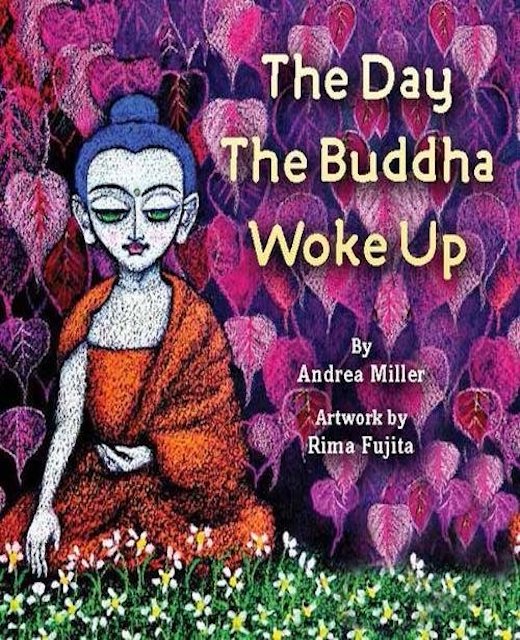 The Day
The Buddha
Woke Up
By
Andrea Miller
Artwork by
Rima Fujita